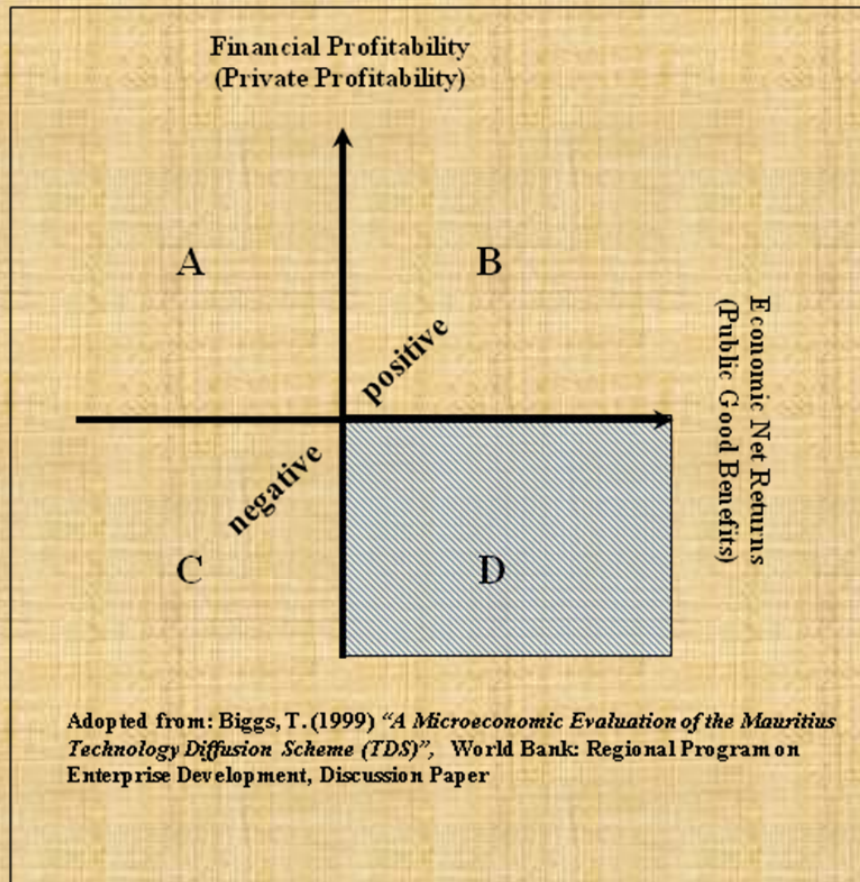 Financial Profitability
(Private Profitability)
A
B
positive
Economic Net Returns
(Public Good Benefits)
negative
C
D
Adopted from: Biggs, T. (1999) “A Microeconomic Evaluation of the Mauritius
Technology Diffusion Scheme (TDS)”, World Bank: Regional Program on
Enterprise Development, Discussion Paper